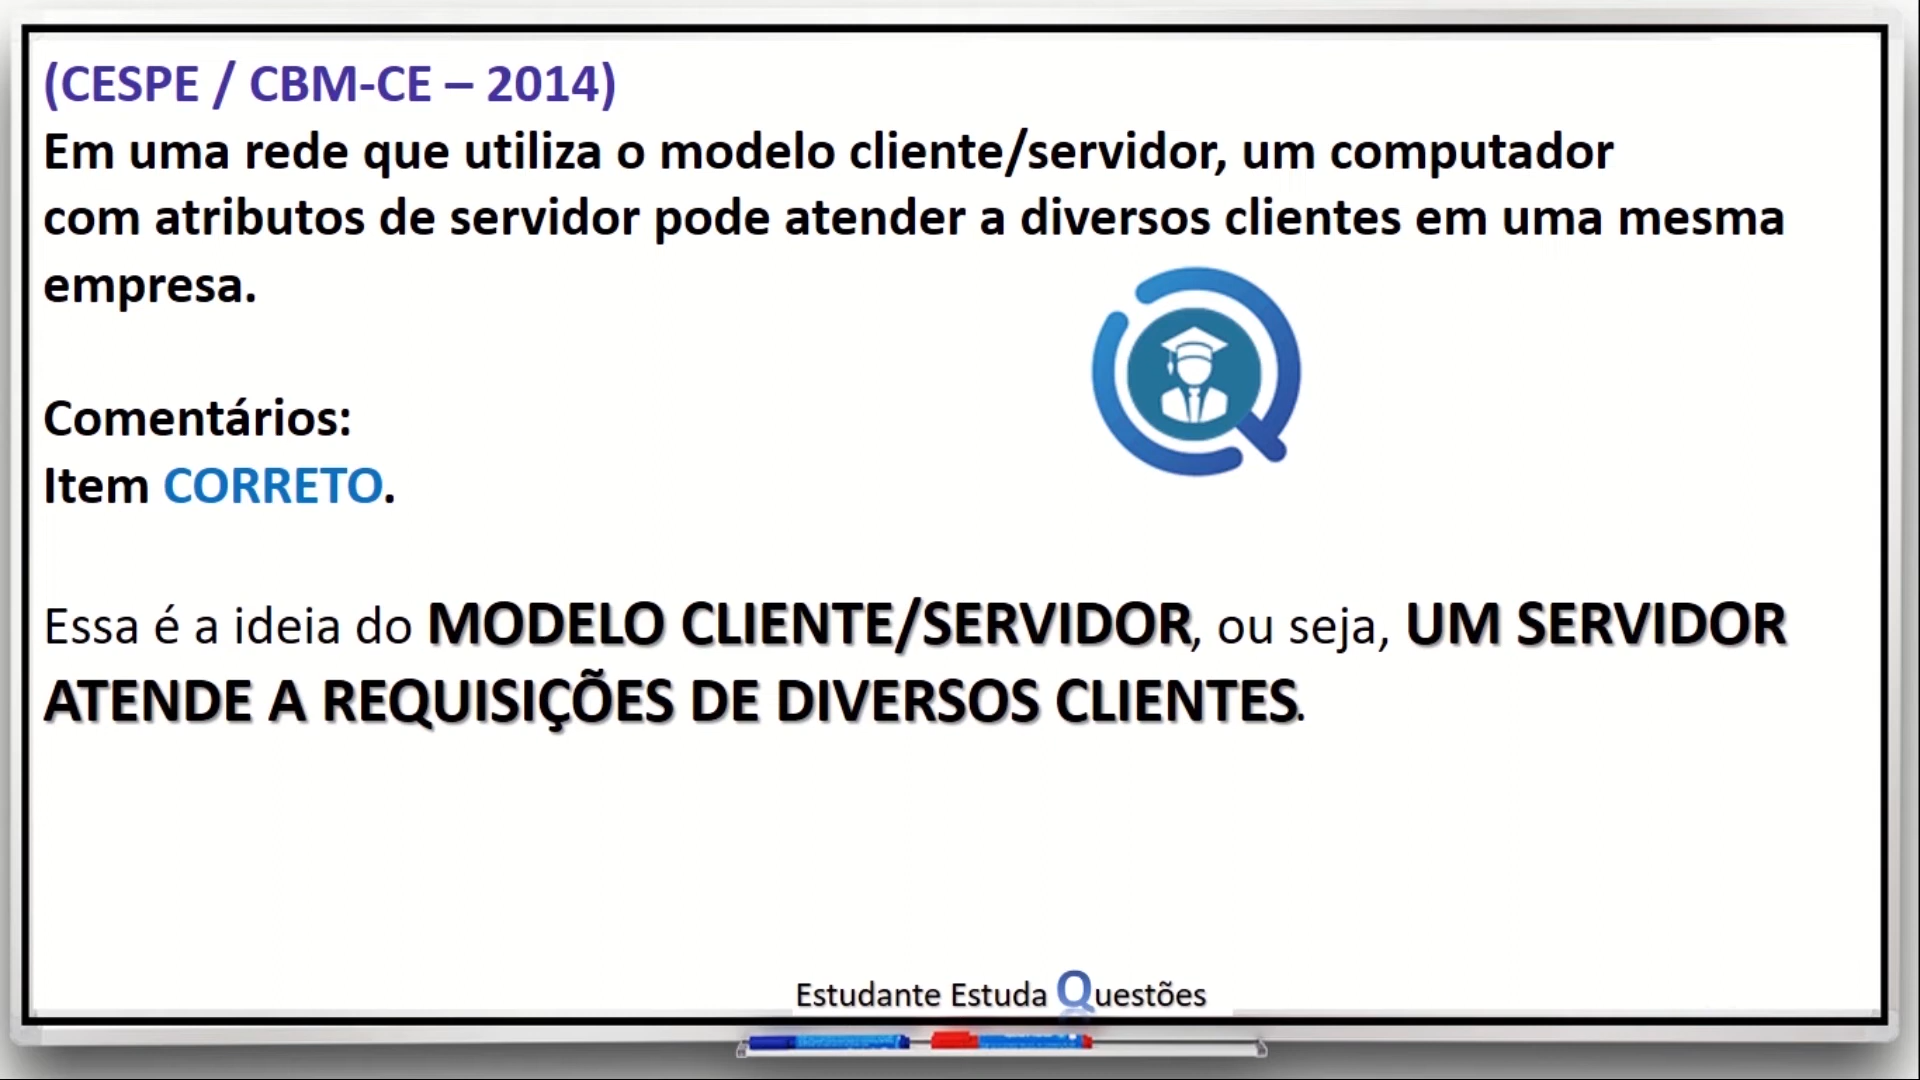 (CESPE / CBM-CE – 2014)
Em uma rede que utiliza o modelo cliente/servidor, um computador
com atributos de servidor pode atender a diversos clientes em uma mesma
empresa.
Comentários:
Item CORRETO.
Essa é a ideia do MODELO CLIENTE/SERVIDOR, ou seja, UM SERVIDOR
ATENDE A REQUISIÇÕES DE DIVERSOS CLIENTES.
Estudante Estuda Questões